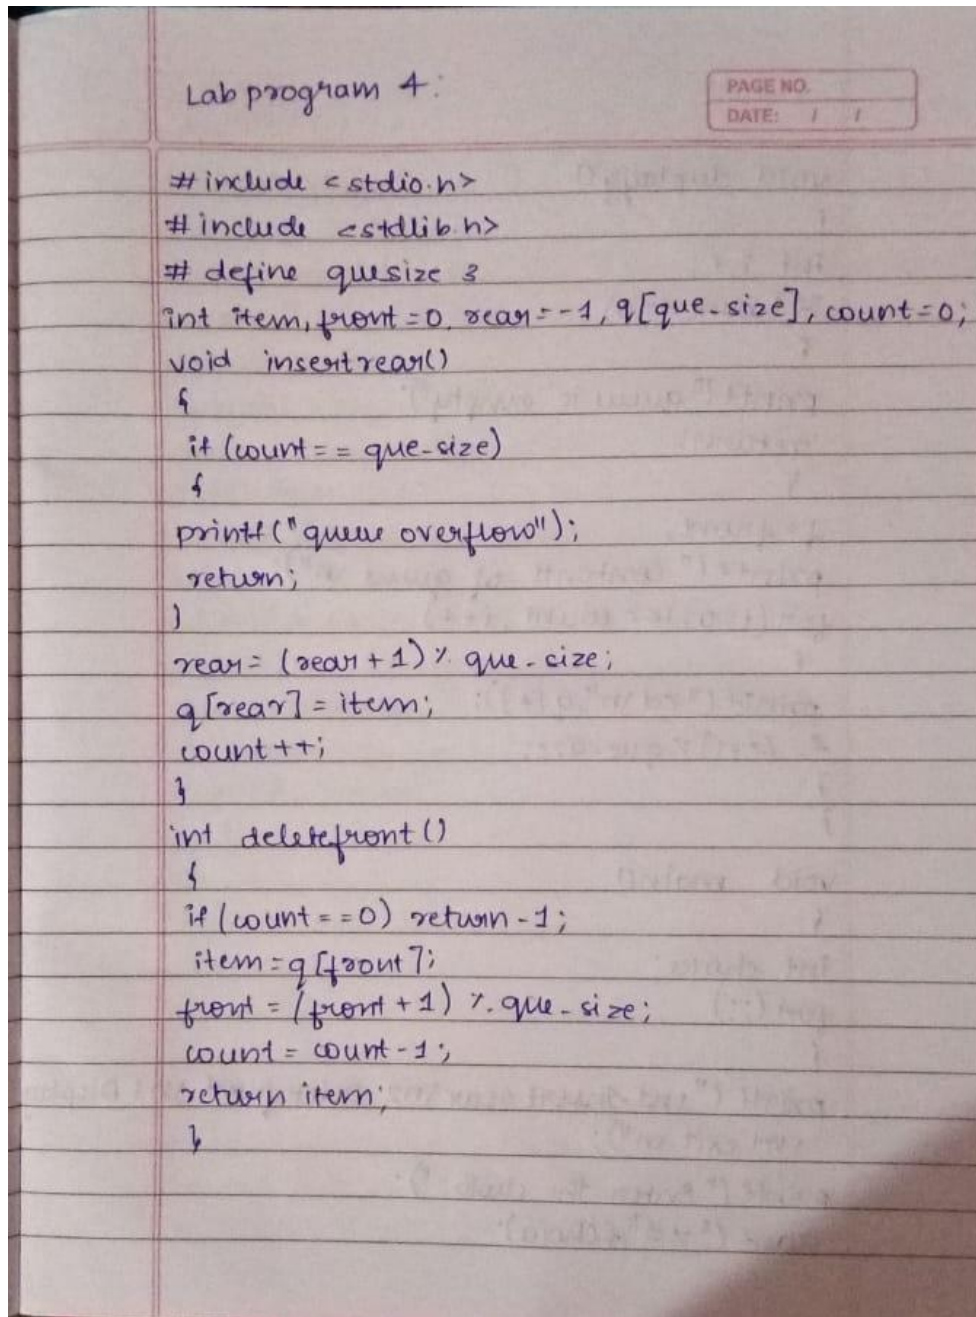 Lab program 4:
PAGE NO.
DATE: / /
#include <stdio.h>
#include <stdlib.h>
# define quesize 3
int item, front=0, rear=-1, q[que_size], count=0;
void insertrear()
{
if (count== que_size)
{
printf("queue overflow");
return;
}
rear= (rear+1)% que_size;
q[rear]=item;
count++;
}
int deletefront()
{
if(count==0) return-1;
item=q[front];
front = (front+1) % que_size;
count = count-1;
return item;
}